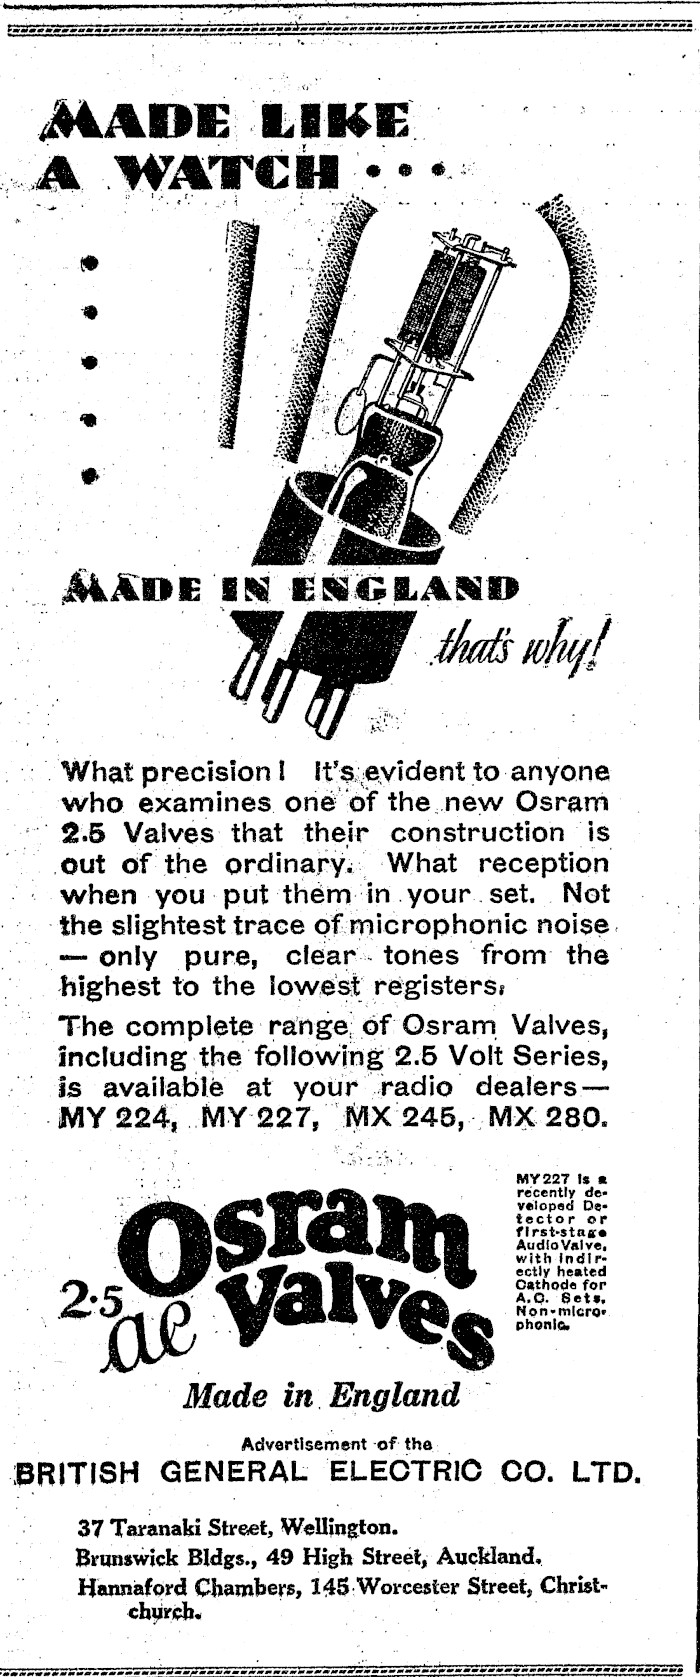 MADE LIKE
A WATCH • • •
MADE IN ENGLAND
that's why!
What precision! It's evident to anyone
who examines one of the new Osram
2.5 Valves that their construction is
out of the ordinary. What reception
when you put them in your set. Not
the slightest trace of microphonic noise
— only pure, clear tones from the
highest to the lowest registers.
The complete range of Osram Valves,
including the following 2.5 Volt Series,
is available at your radio dealers—
MY 224, MY 227, MX 245, MX 280.
MY227 is a
recently de-
veloped De-
tector or
first-stage
Audio Valve,
with indir-
ectly heated
Cathode for
A.C. Sets.
Non-micro-
phonic.
Osram
2·5 ac Valves
Made in England
Advertisement of the
BRITISH GENERAL ELECTRIC CO. LTD.
37 Taranaki Street, Wellington.
Brunswick Bldgs., 49 High Street, Auckland.
Hannaford Chambers, 145 Worcester Street, Christ-
church.